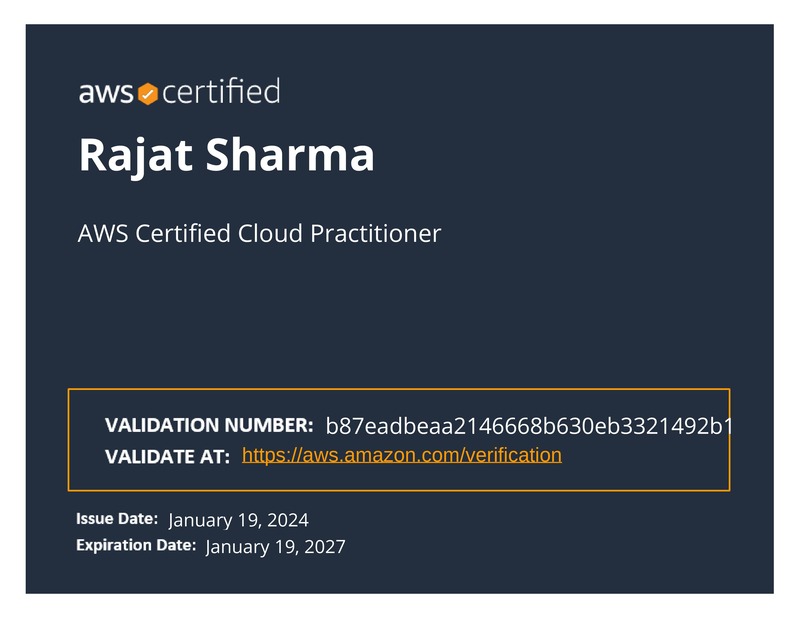 aws certified
Rajat Sharma
AWS Certified Cloud Practitioner
VALIDATION NUMBER: b87eadbeaa2146668b630eb3321492b1
VALIDATE AT: https://aws.amazon.com/verification
Issue Date: January 19, 2024
Expiration Date: January 19, 2027